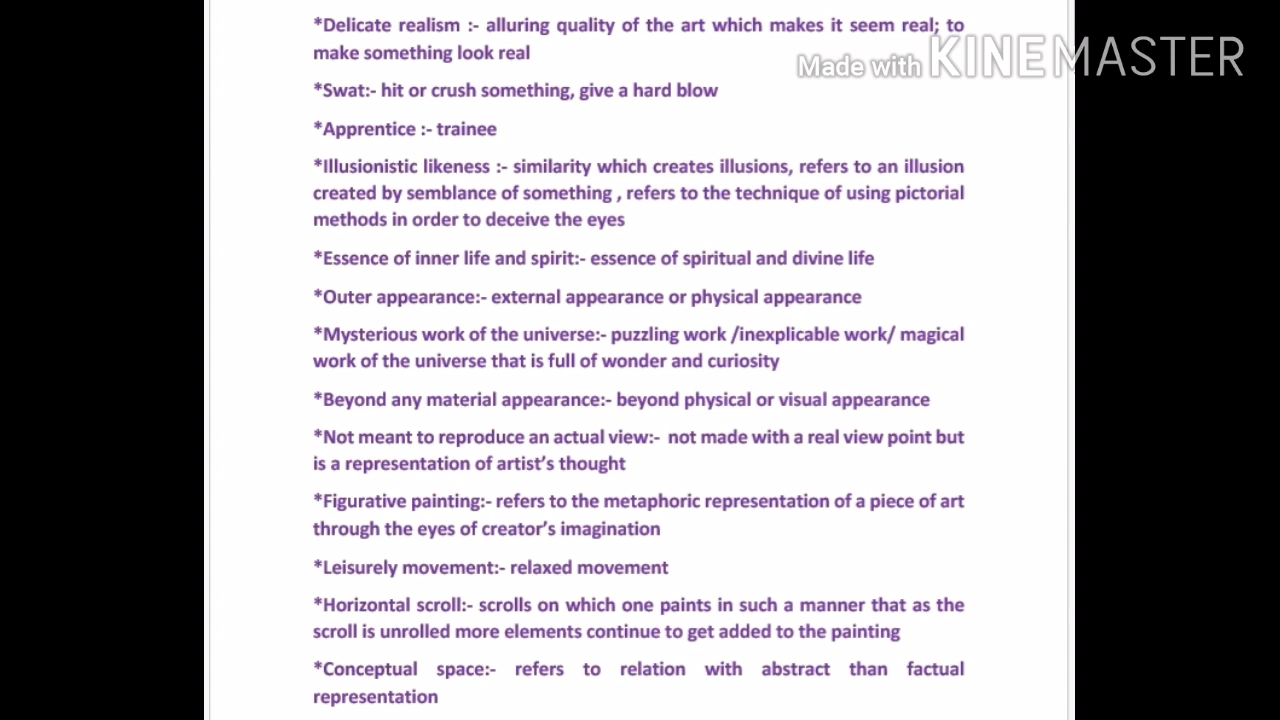 *Delicate realism :- alluring quality of the art which makes it seem real; to
make something look real
Made with KINEMASTER
*Swat:- hit or crush something, give a hard blow
*Apprentice :- trainee
*Illusionistic likeness :- similarity which creates illusions, refers to an illusion
created by semblance of something , refers to the technique of using pictorial
methods in order to deceive the eyes
*Essence of inner life and spirit:- essence of spiritual and divine life
*Outer appearance:- external appearance or physical appearance
*Mysterious work of the universe:- puzzling work /inexplicable work/ magical
work of the universe that is full of wonder and curiosity
*Beyond any material appearance:- beyond physical or visual appearance
*Not meant to reproduce an actual view:- not made with a real view point but
is a representation of artist’s thought
*Figurative painting:- refers to the metaphoric representation of a piece of art
through the eyes of creator’s imagination
*Leisurely movement:- relaxed movement
*Horizontal scroll:- scrolls on which one paints in such a manner that as the
scroll is unrolled more elements continue to get added to the painting
*Conceptual space:- refers to relation with abstract than factual
representation